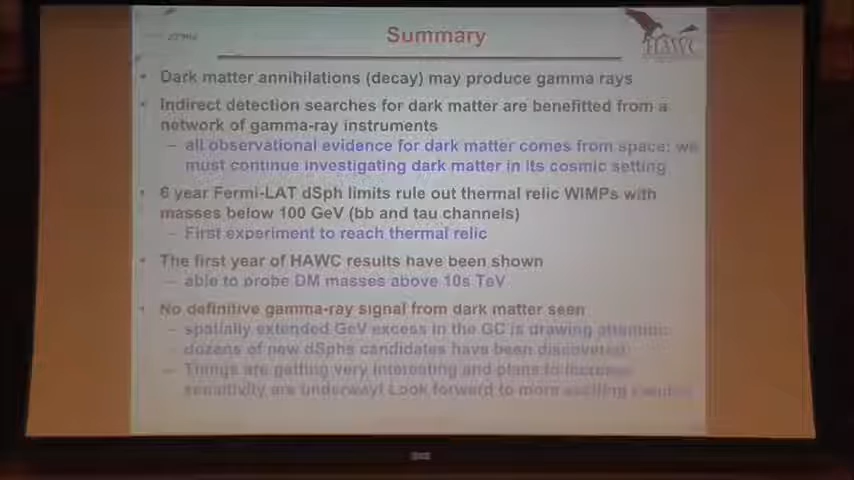 Summary
HAWC
• Dark matter annihilations (decay) may produce gamma rays
• Indirect detection searches for dark matter are benefitted from a
network of gamma-ray instruments
– all observational evidence for dark matter comes from space; we
must continue investigating dark matter in its cosmic setting
• 6 year Fermi-LAT dSph limits rule out thermal relic WIMPs with
masses below 100 GeV (bb and tau channels)
– First experiment to reach thermal relic
• The first year of HAWC results have been shown
– able to probe DM masses above 10s TeV
• No definitive gamma-ray signal from dark matter seen
– spatially extended GeV excess in the GC is drawing attention
– dozens of new dSphs candidates have been discovered
– Things are getting very interesting and plans to increase
sensitivity are underway! Look forward to more exciting